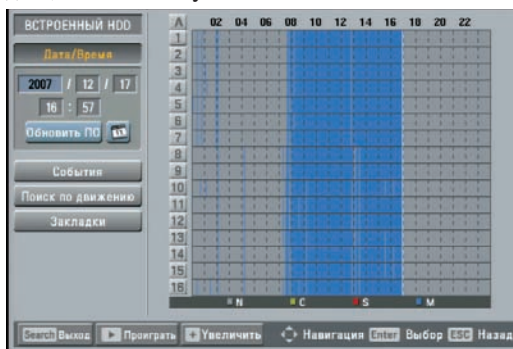 ВСТРОЕННЫЙ HDD
Дата/Время
2007 / 12 / 17
16 : 57
Обновить ПС
События
Поиск по движению
Закладки
A 02 04 06 08 10 12 14 16 18 20 22
1
2
3
4
5
6
7
8
9
10
11
12
13
14
15
16
N C S M
Search Выход Проиграть + Увеличить Навигация Enter Выбор ESC Назад